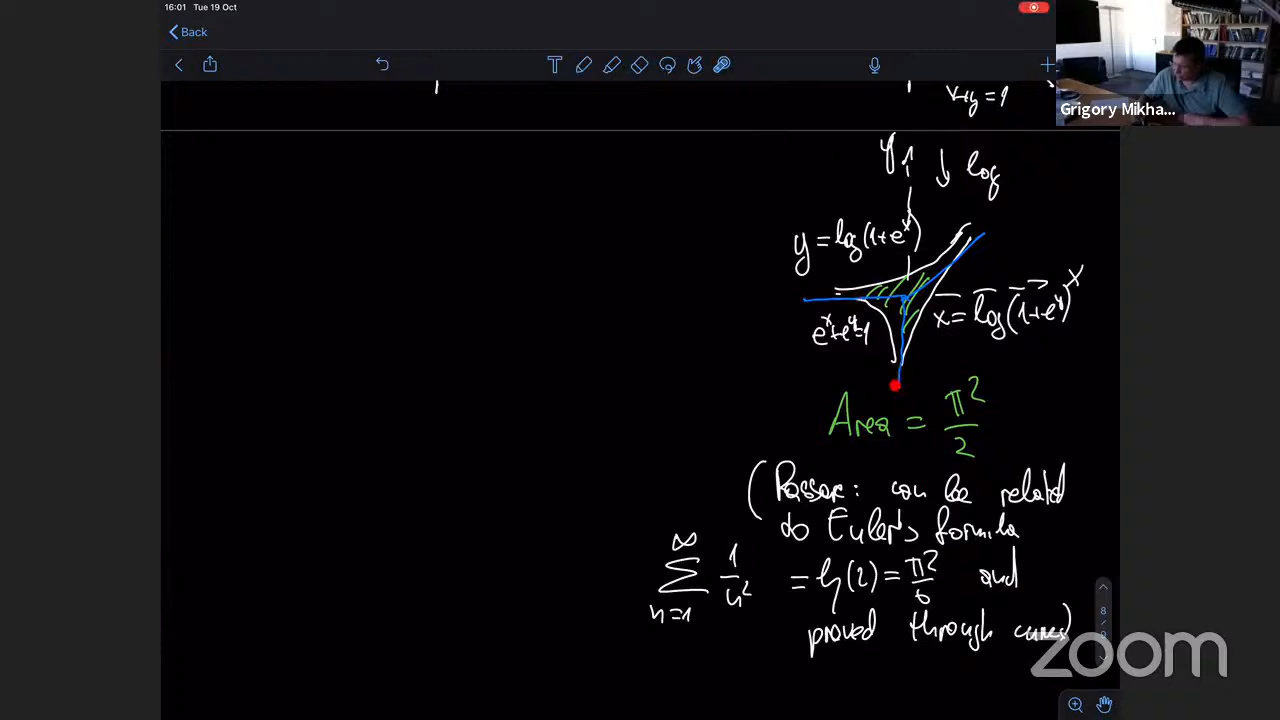 16:01 Tue 19 Oct
Back
Grigory Mikha...
x+y = 1
y
↓ log
y = log(1+e^x)
e^x+e^y=1
x = log(1+e^y)
x
Area = π²/2
(Passare: can be related
to Euler's formula
∑_{n=1}^{∞} 1/n² = ζ(2) = π²/6 and
proved through
8
zoom